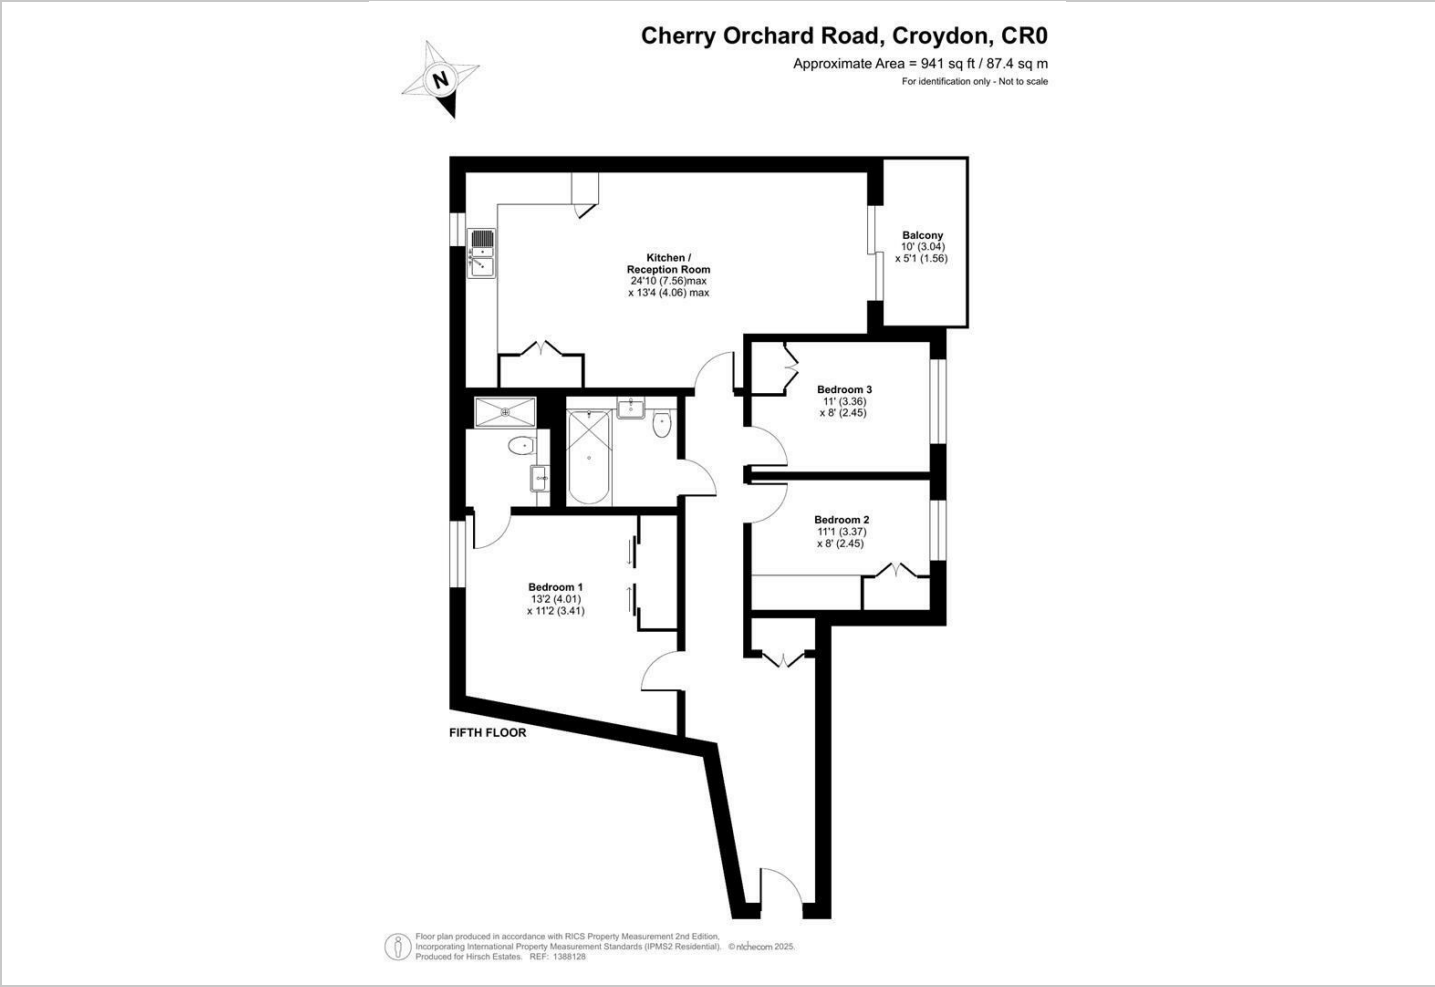 Cherry Orchard Road, Croydon, CR0
Approximate Area = 941 sq ft / 87.4 sq m
For identification only - Not to scale
N
Balcony
10' (3.04)
x 5'1 (1.56)
Kitchen /
Reception Room
24'10 (7.56)max
x 13'4 (4.06) max
Bedroom 3
11' (3.36)
x 8' (2.45)
Bedroom 2
11'1 (3.37)
x 8' (2.45)
Bedroom 1
13'2 (4.01)
x 11'2 (3.41)
FIFTH FLOOR
Floor plan produced in accordance with RICS Property Measurement 2nd Edition,
Incorporating International Property Measurement Standards (IPMS2 Residential). © nichecom 2025.
Produced for Hirsch Estates. REF: 1388128